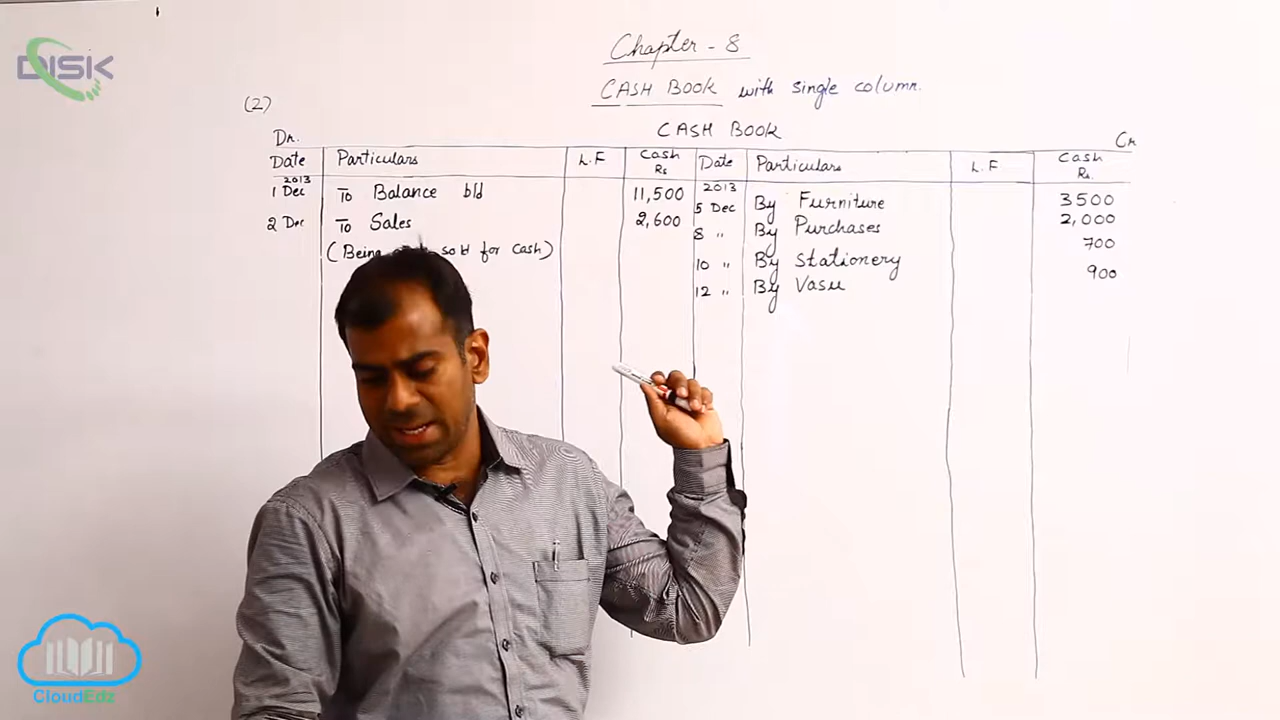 DISK
Chapter - 8
CASH BOOK with single column.
(2)
CASH BOOK
Dr. Cr
Date Particulars L.F Cash Rs Date Particulars L.F Cash Rs.
2013 2013
1 Dec To Balance b/d 11,500 5 Dec By Furniture 3500
2 Dec To Sales 2,600 8 " By Purchases 2,000
(Being sold for cash) 10 " By Stationery 700
12 " By Vasu 900
CloudEdz